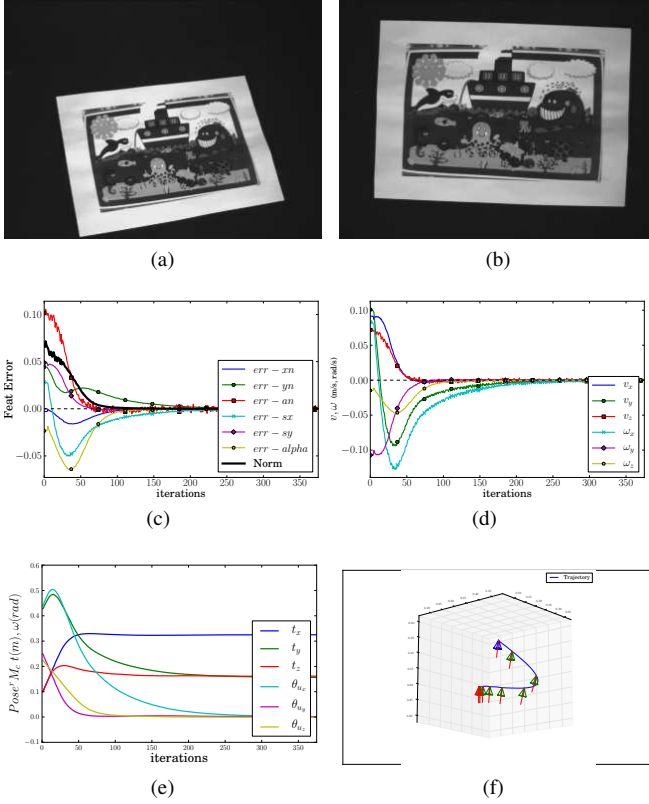 (a)
(b)
0.10
0.05
0.00
−0.05
Feat Error
err − xn
err − yn
err − an
err − sx
err − sy
err − alpha
Norm
0 50 100 150 200 250 300 350
iterations
(c)
0.10
0.05
0.00
−0.05
−0.10
v, ω (m/s, rad/s)
v_x
v_y
v_z
ω_x
ω_y
ω_z
0 50 100 150 200 250 300 350
iterations
(d)
0.6
0.5
0.4
0.3
0.2
0.1
0.0
−0.1
t(m), ω(rad)
t_x
t_y
t_z
θ_{u_x}
θ_{u_y}
θ_{u_z}
0 50 100 150 200 250 300 350
iterations
(e)
Trajectory
(f)